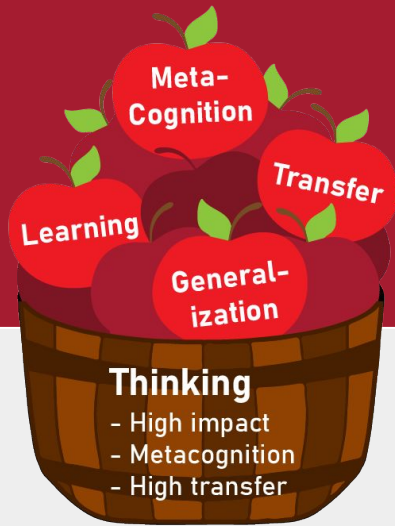 Meta-
Cognition
Transfer
Learning
General-
ization
Thinking
- High impact
- Metacognition
- High transfer